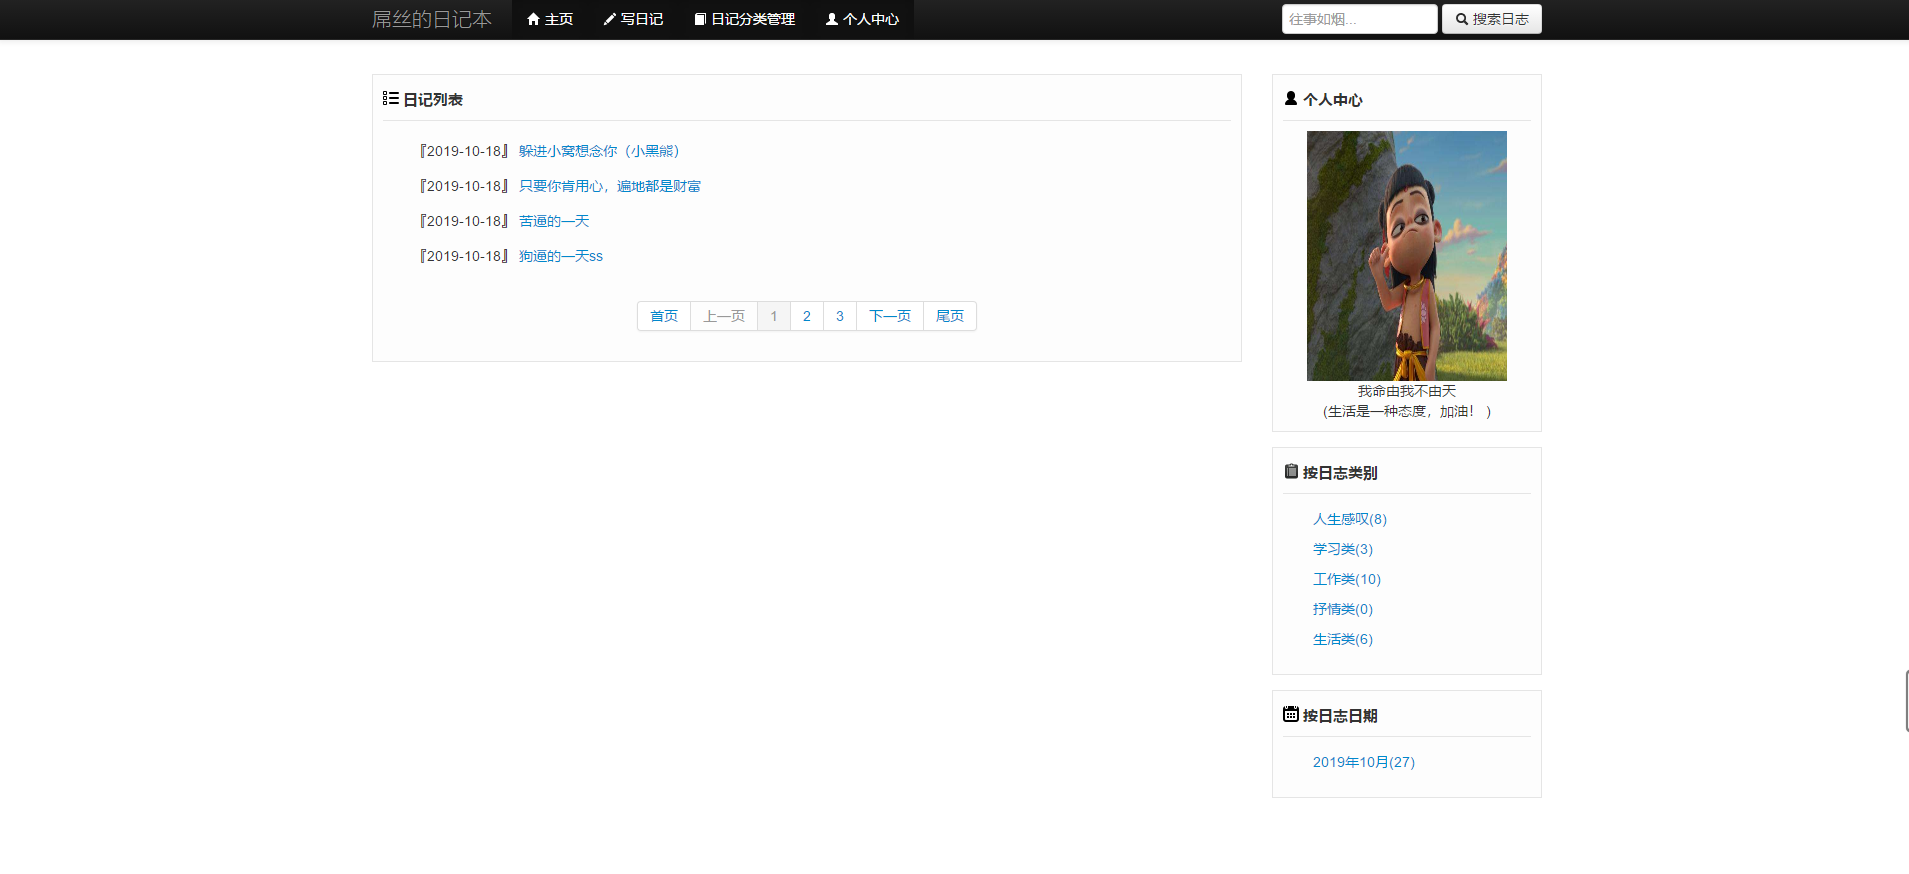 屌丝的日记本 主页 写日记 日记分类管理 个人中心 往事如烟... 搜索日志
日记列表
『2019-10-18』 躲进小窝想念你（小黑熊）
『2019-10-18』 只要你肯用心，遍地都是财富
『2019-10-18』 苦逼的一天
『2019-10-18』 狗逼的一天ss
首页 上一页 1 2 3 下一页 尾页
个人中心
我命由我不由天
(生活是一种态度，加油！ )
按日志类别
人生感叹(8)
学习类(3)
工作类(10)
抒情类(0)
生活类(6)
按日志日期
2019年10月(27)